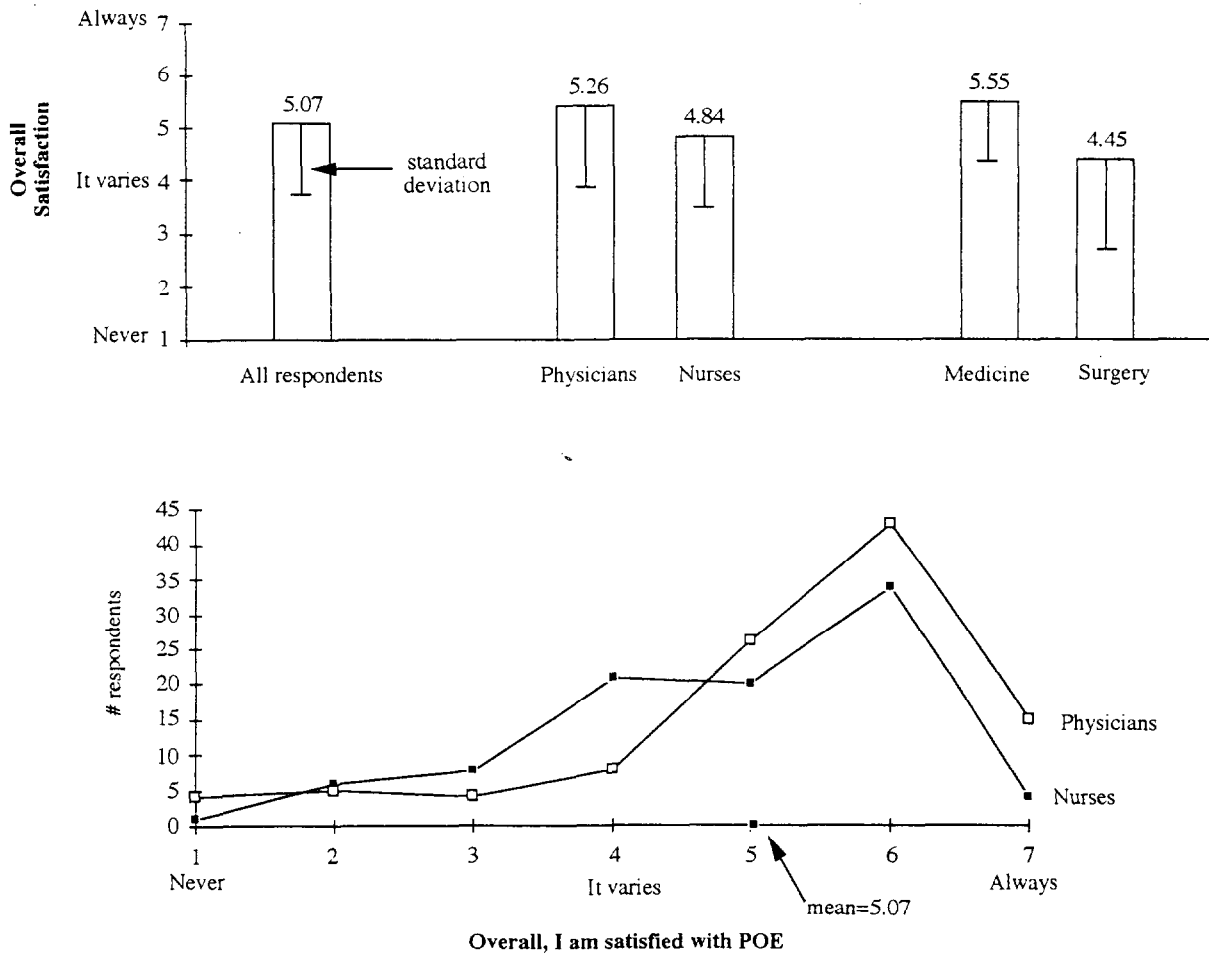 Always 7
6
5
It varies 4
3
2
Never 1
Overall
Satisfaction
5.07
5.26
4.84
5.55
4.45
standard
deviation
All respondents
Physicians
Nurses
Medicine
Surgery
45
40
35
30
25
20
15
10
5
0
# respondents
Physicians
Nurses
1 2 3 4 5 6 7
Never It varies Always
mean=5.07
Overall, I am satisfied with POE